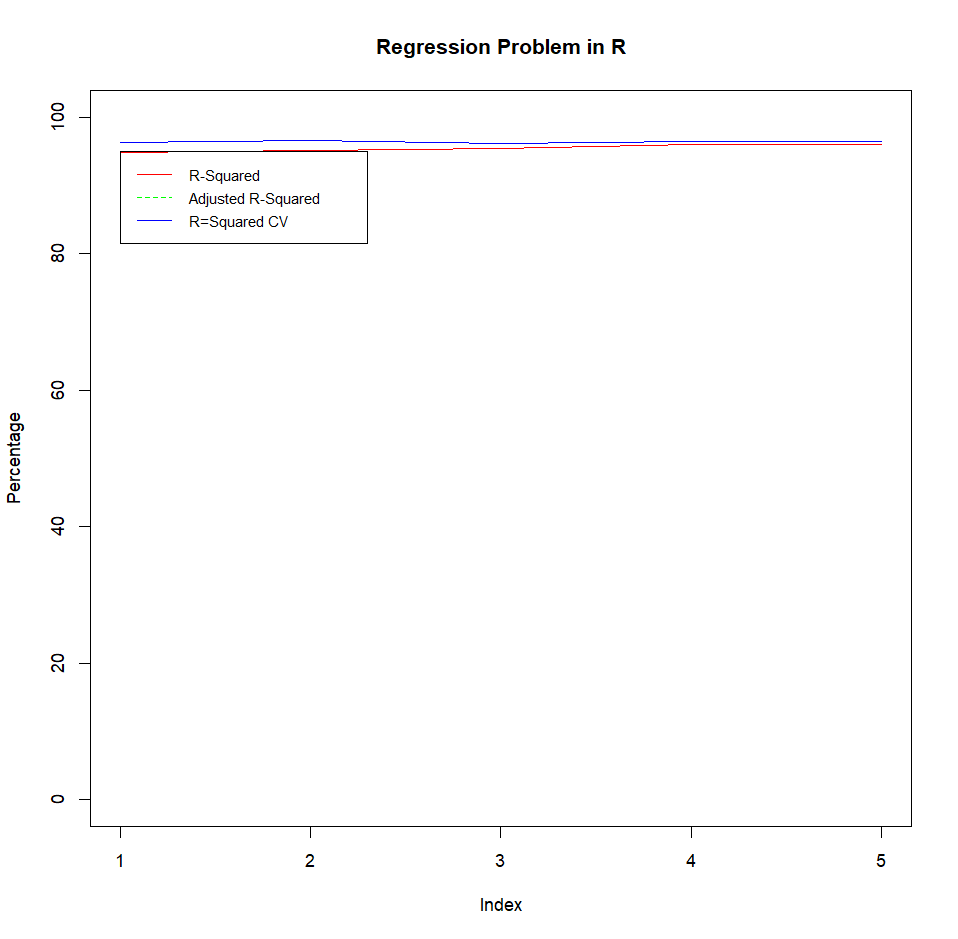 Regression Problem in R
100
80
60
40
20
0
Percentage
R-Squared
Adjusted R-Squared
R=Squared CV
1 2 3 4 5
Index